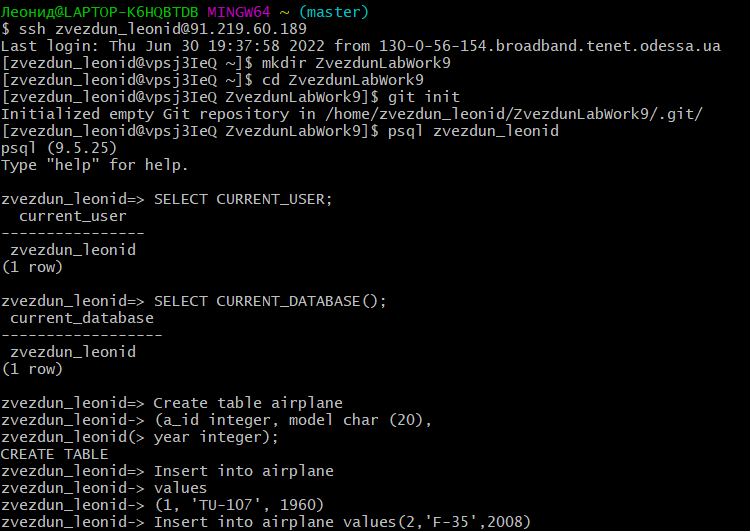 Леонид@LAPTOP-K6HQBTDB MINGW64 ~ (master)
$ ssh zvezdun_leonid@91.219.60.189
Last login: Thu Jun 30 19:37:58 2022 from 130-0-56-154.broadband.tenet.odessa.ua
[zvezdun_leonid@vpsj3IeQ ~]$ mkdir ZvezdunLabWork9
[zvezdun_leonid@vpsj3IeQ ~]$ cd ZvezdunLabWork9
[zvezdun_leonid@vpsj3IeQ ZvezdunLabWork9]$ git init
Initialized empty Git repository in /home/zvezdun_leonid/ZvezdunLabWork9/.git/
[zvezdun_leonid@vpsj3IeQ ZvezdunLabWork9]$ psql zvezdun_leonid
psql (9.5.25)
Type "help" for help.
zvezdun_leonid=> SELECT CURRENT_USER;
current_user
----------------
zvezdun_leonid
(1 row)
zvezdun_leonid=> SELECT CURRENT_DATABASE();
current_database
------------------
zvezdun_leonid
(1 row)
zvezdun_leonid=> Create table airplane
zvezdun_leonid-> (a_id integer, model char (20),
zvezdun_leonid(> year integer);
CREATE TABLE
zvezdun_leonid=> Insert into airplane
zvezdun_leonid-> values
zvezdun_leonid-> (1, 'TU-107', 1960)
zvezdun_leonid-> Insert into airplane values(2,'F-35',2008)